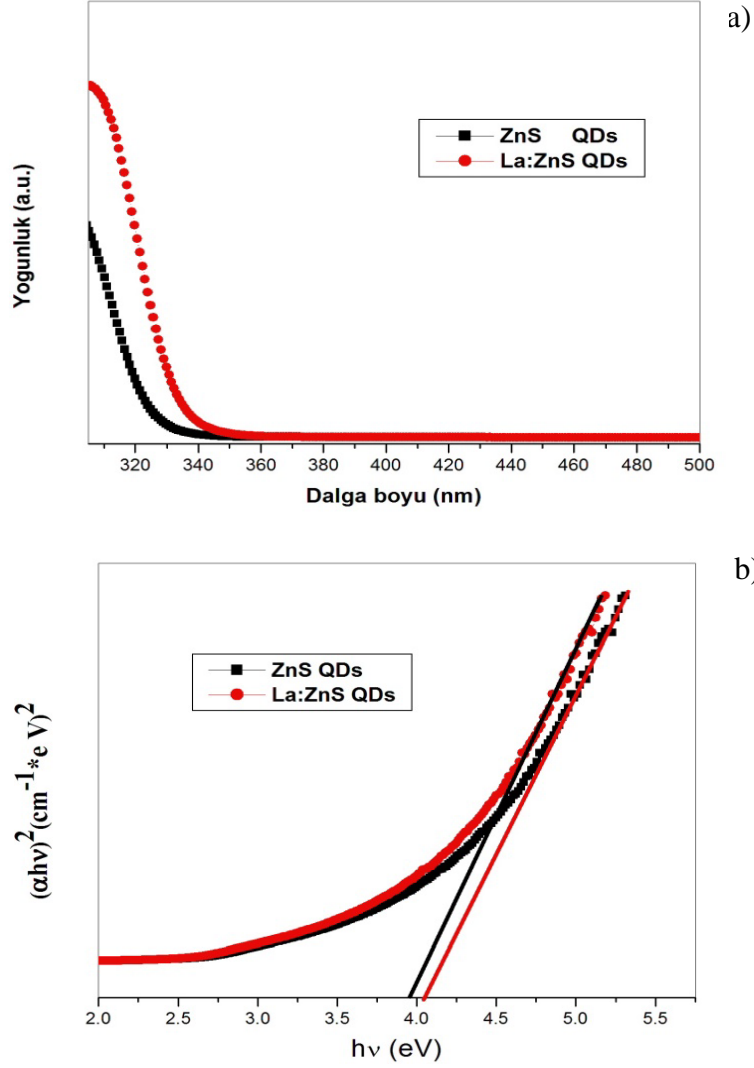 a)
ZnS QDs
La:ZnS QDs
Yogunluk (a.u.)
320 340 360 380 400 420 440 460 480 500
Dalga boyu (nm)
b)
ZnS QDs
La:ZnS QDs
(αhν)²(cm⁻¹*e V)²
2.0 2.5 3.0 3.5 4.0 4.5 5.0 5.5
hν (eV)